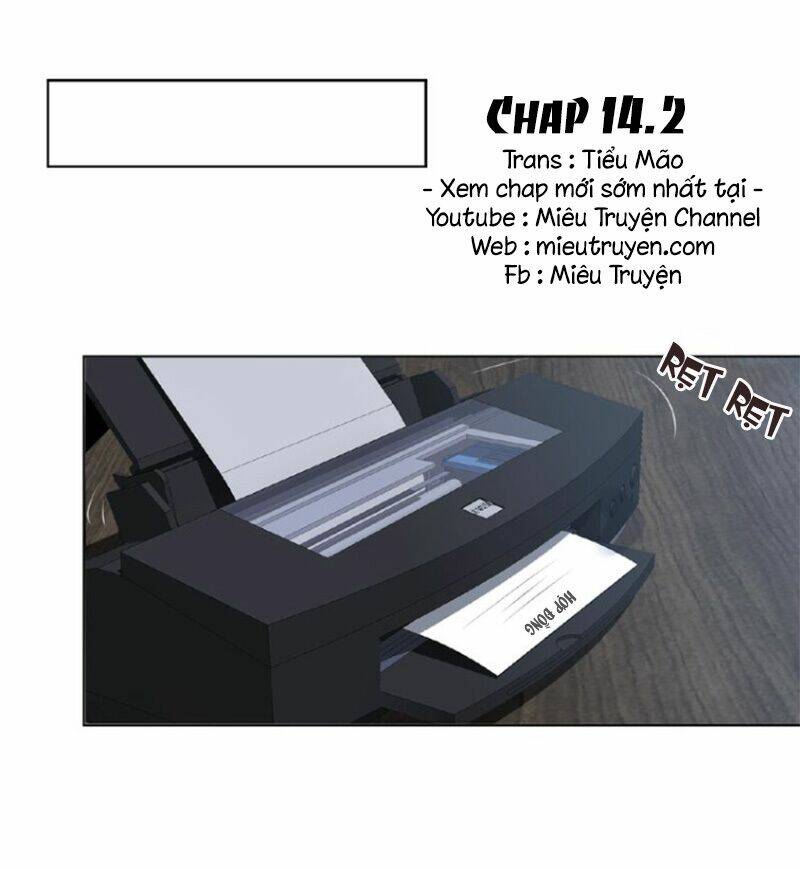 CHAP 14.2
Trans : Tiểu Mão
- Xem chap mới sớm nhất tại -
Youtube : Miêu Truyện Channel
Web : mieutruyen.com
Fb : Miêu Truyện
RẸT RẸT
HỢP ĐỒNG